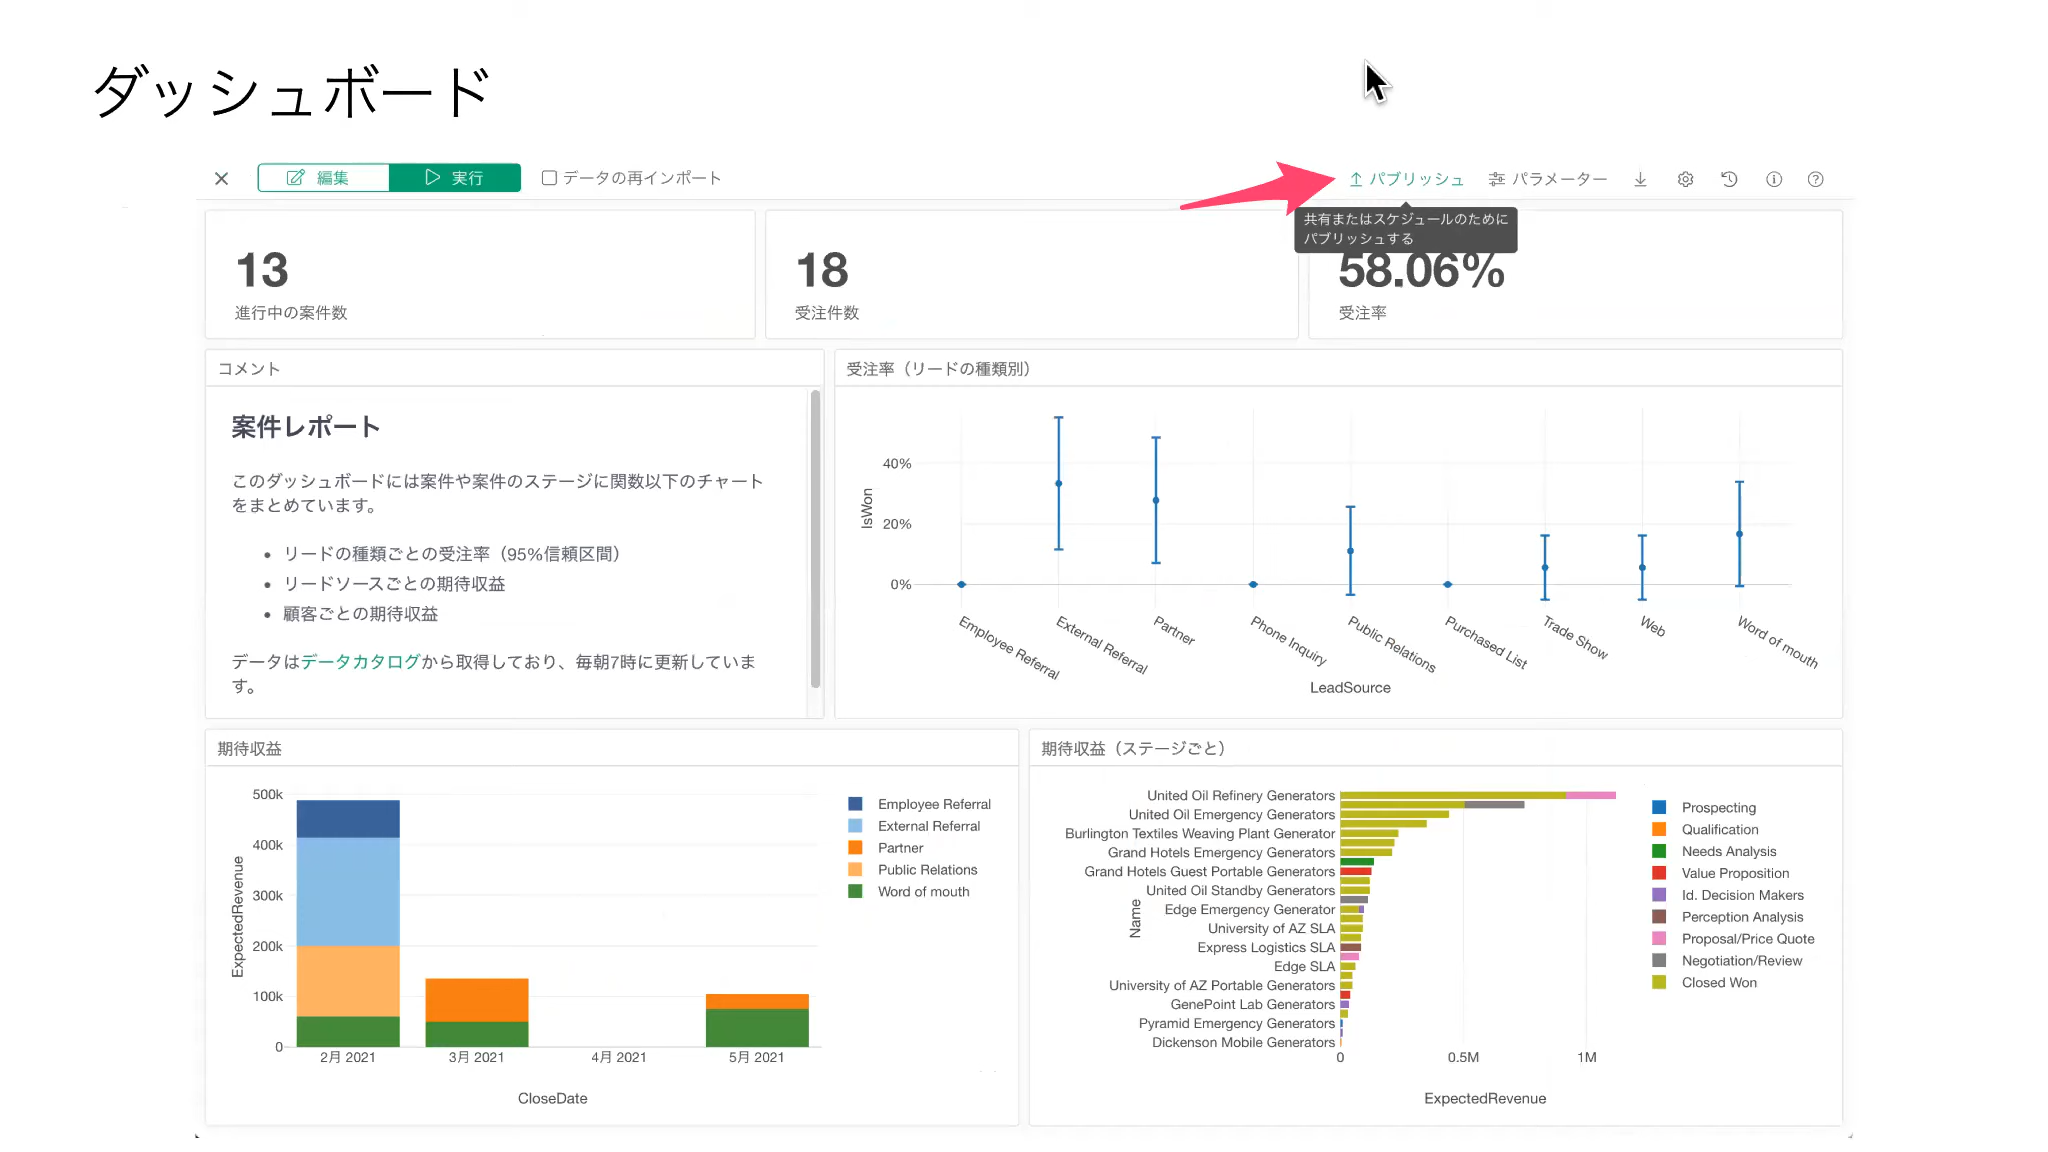 ダッシュボード
編集
実行
データの再インポート
パブリッシュ
パラメーター
共有またはスケジュールのために
パブリッシュする
13
進行中の案件数
18
受注件数
58.06%
受注率
コメント
案件レポート
このダッシュボードには案件や案件のステージに関数以下のチャート
をまとめています。
• リードの種類ごとの受注率（95%信頼区間）
• リードソースごとの期待収益
• 顧客ごとの期待収益
データはデータカタログから取得しており、毎朝7時に更新していま
す。
受注率（リードの種類別）
IsWon
40%
20%
0%
Employee Referral
External Referral
Partner
Phone Inquiry
Public Relations
Purchased List
Trade Show
Web
Word of mouth
LeadSource
期待収益
ExpectedRevenue
500k
400k
300k
200k
100k
0
2月 2021
3月 2021
4月 2021
5月 2021
CloseDate
Employee Referral
External Referral
Partner
Public Relations
Word of mouth
期待収益（ステージごと）
Name
United Oil Refinery Generators
United Oil Emergency Generators
Burlington Textiles Weaving Plant Generator
Grand Hotels Emergency Generators
Grand Hotels Guest Portable Generators
United Oil Standby Generators
Edge Emergency Generator
University of AZ SLA
Express Logistics SLA
Edge SLA
University of AZ Portable Generators
GenePoint Lab Generators
Pyramid Emergency Generators
Dickenson Mobile Generators
0
0.5M
1M
ExpectedRevenue
Prospecting
Qualification
Needs Analysis
Value Proposition
Id. Decision Makers
Perception Analysis
Proposal/Price Quote
Negotiation/Review
Closed Won